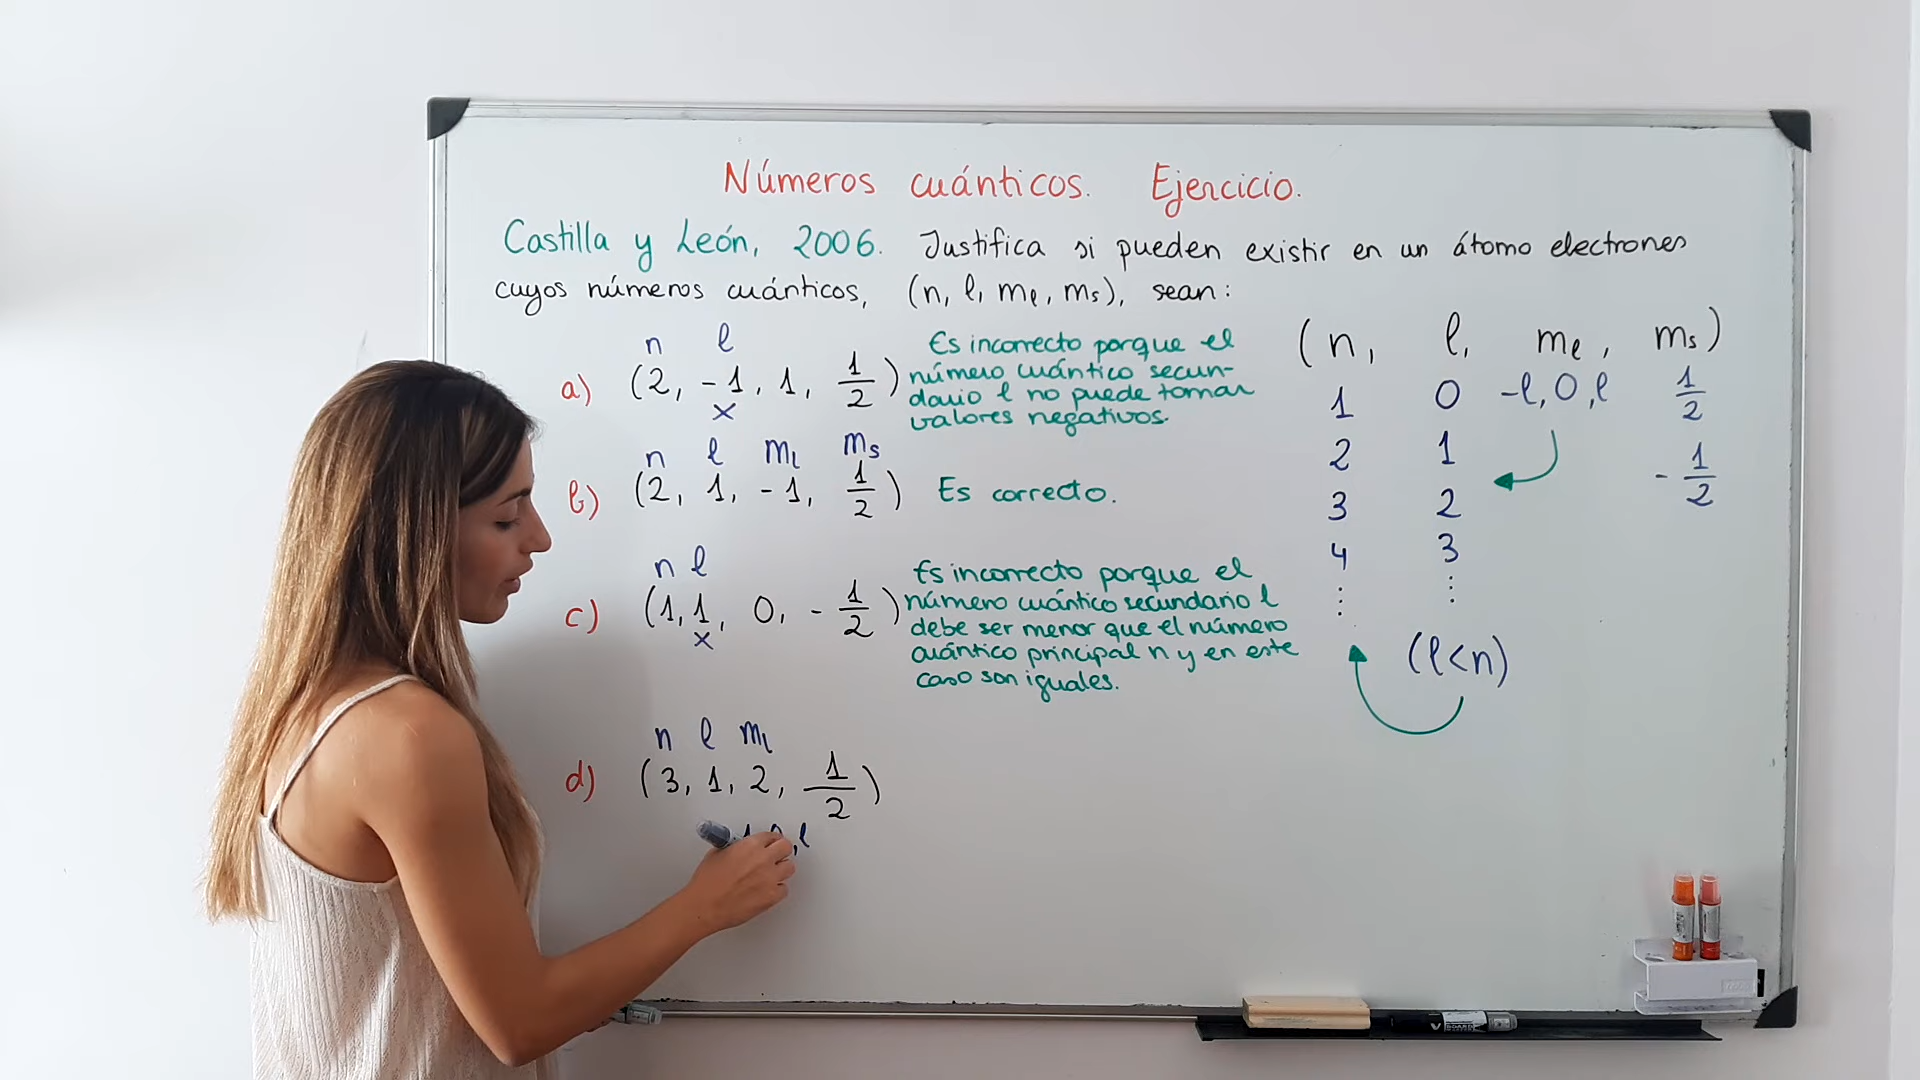 Números cuánticos. Ejercicio.
Castilla y León, 2006. Justifica si pueden existir en un átomo electrones
cuyos números cuánticos, (n, l, ml, ms), sean:
n l
a) (2, -1, 1, 1/2)
x
Es incorrecto porque el
número cuántico secun-
dario l no puede tomar
valores negativos.
n l ml ms
b) (2, 1, -1, 1/2) Es correcto.
n l
c) (1, 1, 0, -1/2)
x
Es incorrecto porque el
número cuántico secundario l
debe ser menor que el número
cuántico principal n y en este
caso son iguales.
n l ml
d) (3, 1, 2, 1/2)
, l
(n, l, ml, ms)
1 0 -l, 0, l 1/2
2 1 -1/2
3 2
4 3
⋮ ⋮
(l<n)
BOARD